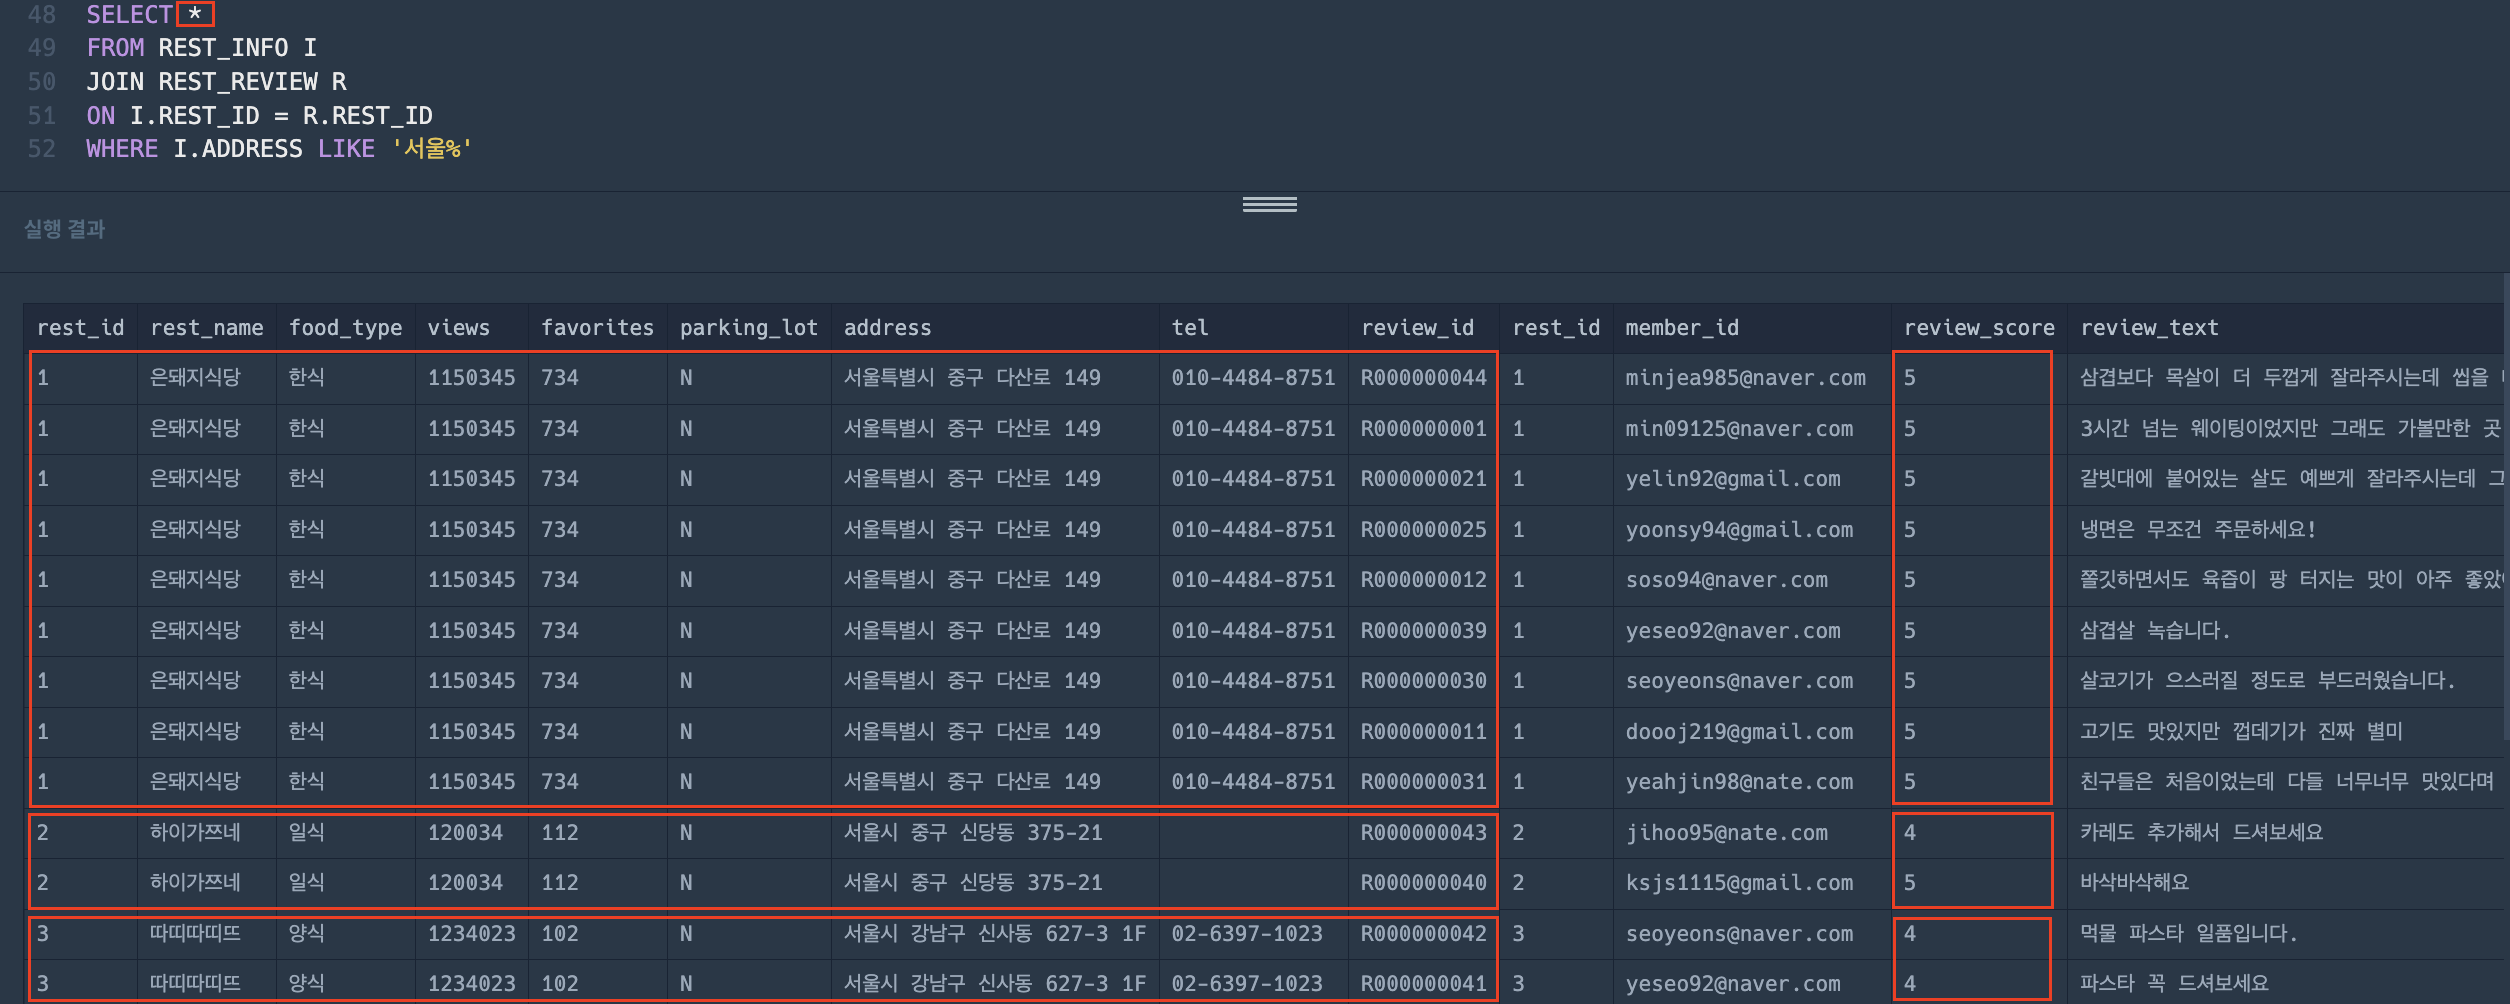 48 SELECT *
49 FROM REST_INFO I
50 JOIN REST_REVIEW R
51 ON I.REST_ID = R.REST_ID
52 WHERE I.ADDRESS LIKE '서울%'
실행 결과
rest_id rest_name food_type views favorites parking_lot address tel review_id rest_id member_id review_score review_text
1 은돼지식당 한식 1150345 734 N 서울특별시 중구 다산로 149 010-4484-8751 R000000044 1 minjea985@naver.com 5 삼겹보다 목살이 더 두껍게 잘라주시는데 씹을
1 은돼지식당 한식 1150345 734 N 서울특별시 중구 다산로 149 010-4484-8751 R000000001 1 min09125@naver.com 5 3시간 넘는 웨이팅이었지만 그래도 가볼만한 곳
1 은돼지식당 한식 1150345 734 N 서울특별시 중구 다산로 149 010-4484-8751 R000000021 1 yelin92@gmail.com 5 갈빗대에 붙어있는 살도 예쁘게 잘라주시는데 그
1 은돼지식당 한식 1150345 734 N 서울특별시 중구 다산로 149 010-4484-8751 R000000025 1 yoonsy94@gmail.com 5 냉면은 무조건 주문하세요!
1 은돼지식당 한식 1150345 734 N 서울특별시 중구 다산로 149 010-4484-8751 R000000012 1 soso94@naver.com 5 쫄깃하면서도 육즙이 팡 터지는 맛이 아주
1 은돼지식당 한식 1150345 734 N 서울특별시 중구 다산로 149 010-4484-8751 R000000039 1 yeseo92@naver.com 5 삼겹살 녹습니다.
1 은돼지식당 한식 1150345 734 N 서울특별시 중구 다산로 149 010-4484-8751 R000000030 1 seoyeons@naver.com 5 살코기가 으스러질 정도로 부드러웠습니다.
1 은돼지식당 한식 1150345 734 N 서울특별시 중구 다산로 149 010-4484-8751 R000000011 1 doooj219@gmail.com 5 고기도 맛있지만 껍데기가 진짜 별미
1 은돼지식당 한식 1150345 734 N 서울특별시 중구 다산로 149 010-4484-8751 R000000031 1 yeahjin98@nate.com 5 친구들은 처음이었는데 다들 너무너무 맛있다며
2 하이가쯔네 일식 120034 112 N 서울시 중구 신당동 375-21 R000000043 2 jihoo95@nate.com 4 카레도 추가해서 드셔보세요
2 하이가쯔네 일식 120034 112 N 서울시 중구 신당동 375-21 R000000040 2 ksjs1115@gmail.com 5 바삭바삭해요
3 따띠따띠뜨 양식 1234023 102 N 서울시 강남구 신사동 627-3 1F 02-6397-1023 R000000042 3 seoyeons@naver.com 4 먹물 파스타 일품입니다.
3 따띠따띠뜨 양식 1234023 102 N 서울시 강남구 신사동 627-3 1F 02-6397-1023 R000000041 3 yeseo92@naver.com 4 파스타 꼭 드셔보세요